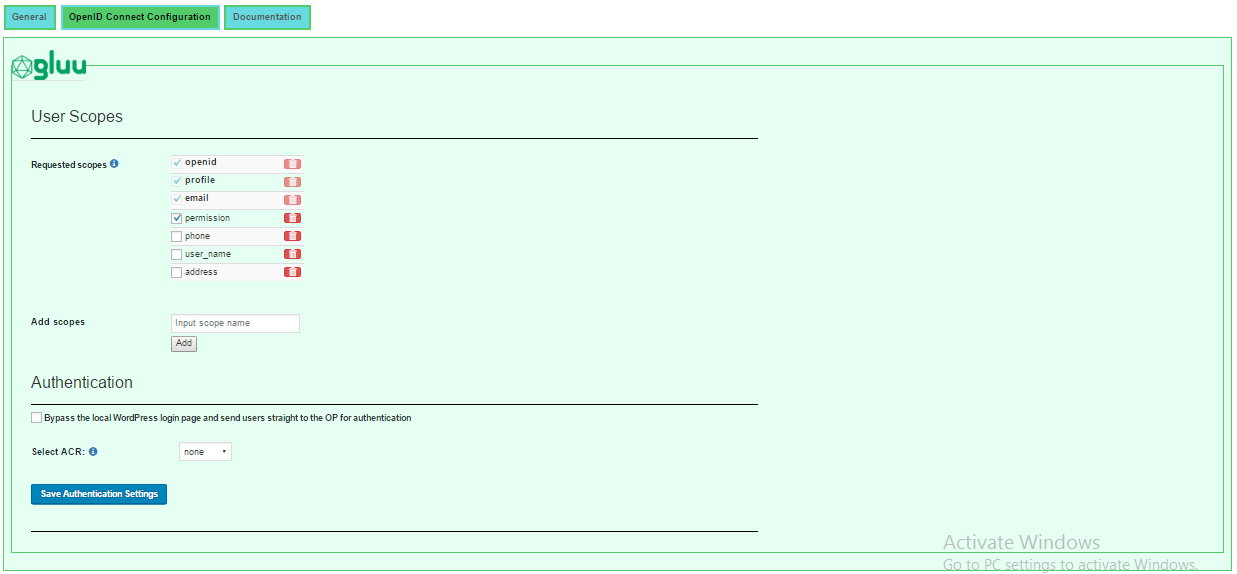 General OpenID Connect Configuration Documentation
gluu
User Scopes
Requested scopes
openid
profile
email
permission
phone
user_name
address
Add scopes
Input scope name
Add
Authentication
Bypass the local WordPress login page and send users straight to the OP for authentication
Select ACR: none
Save Authentication Settings
Activate Windows
Go to PC settings to activate Windows.